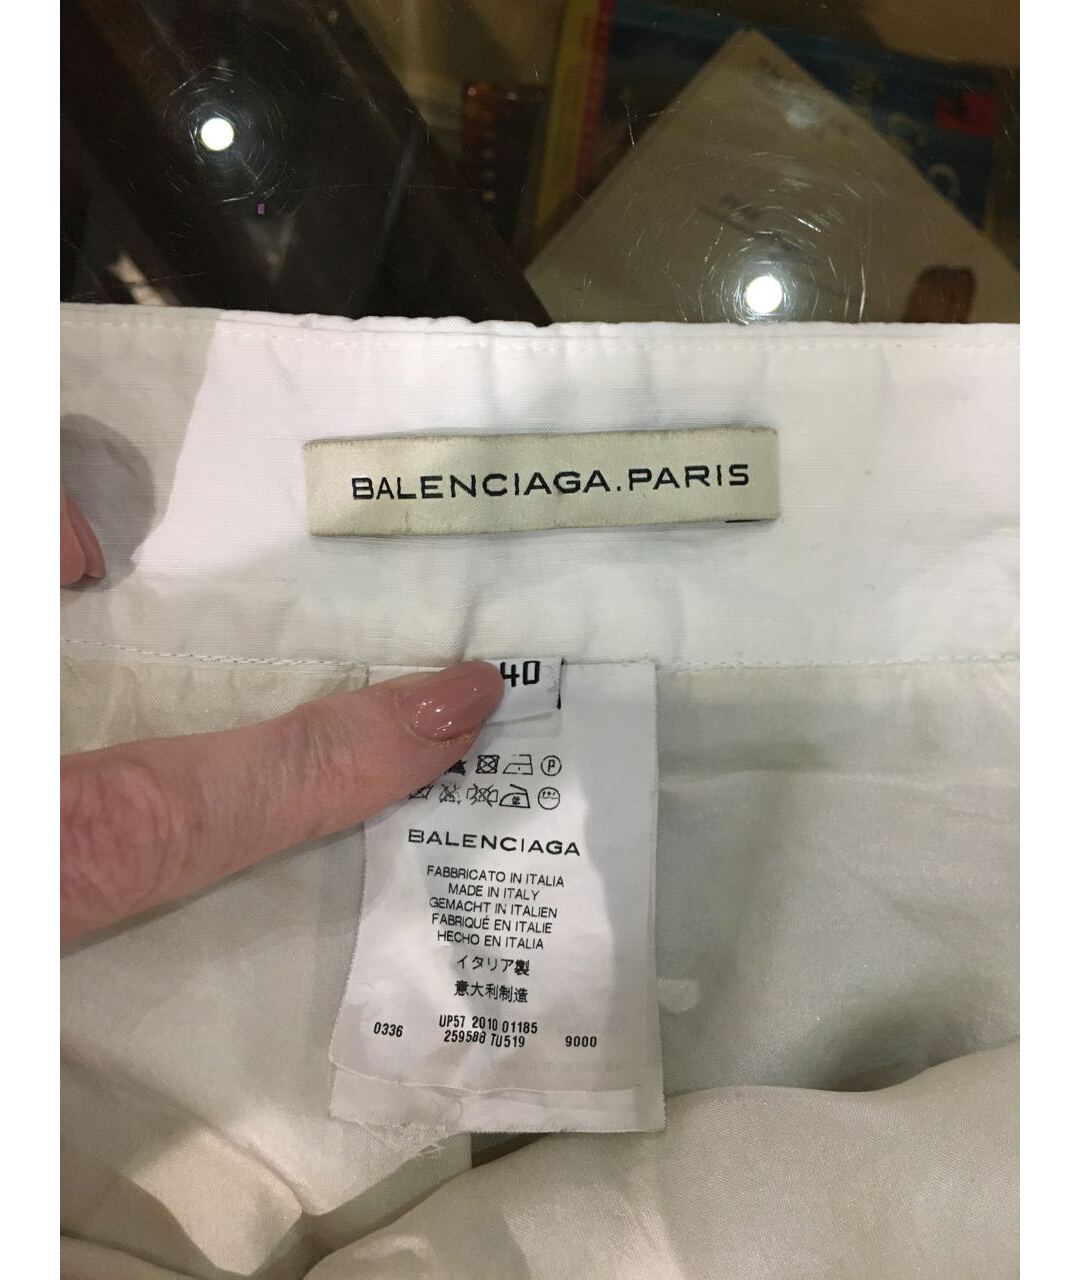 BALENCIAGA.PARIS
40
P
BALENCIAGA
FABBRICATO IN ITALIA
MADE IN ITALY
GEMACHT IN ITALIEN
FABRIQUÉ EN ITALIE
HECHO EN ITALIA
イタリア製
意大利制造
UP57 2010 01185
0336 259588 TU519 9000